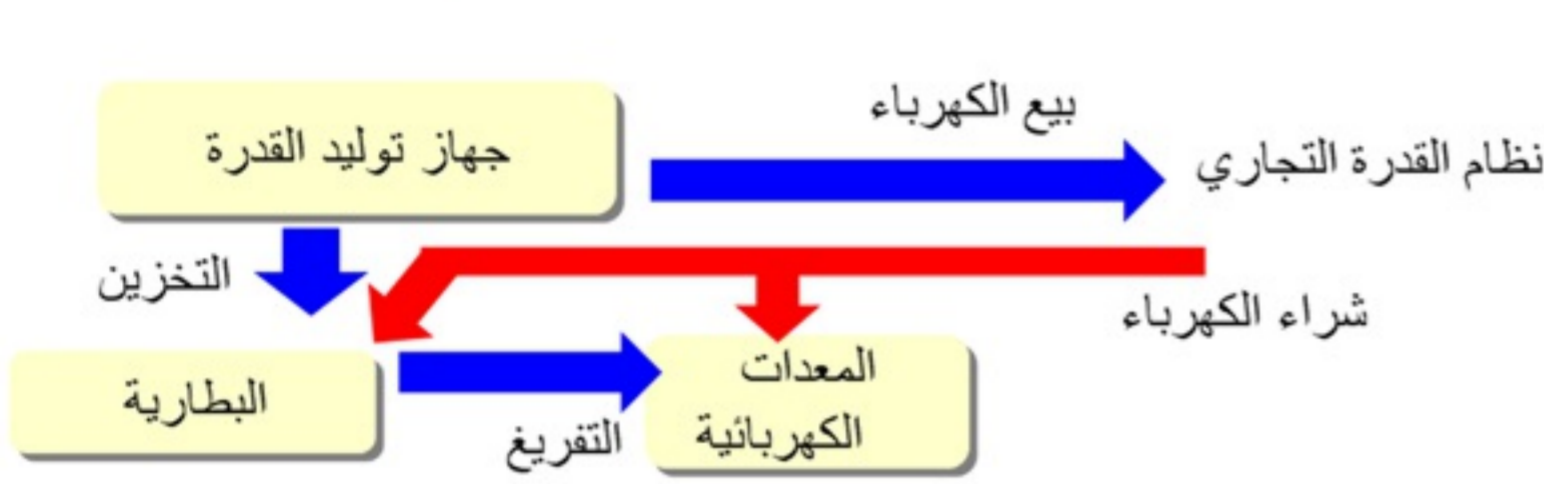 بيع الكهرباء
جهاز توليد القدرة
نظام القدرة التجاري
التخزين
شراء الكهرباء
المعدات
الكهربائية
البطارية
التفريغ